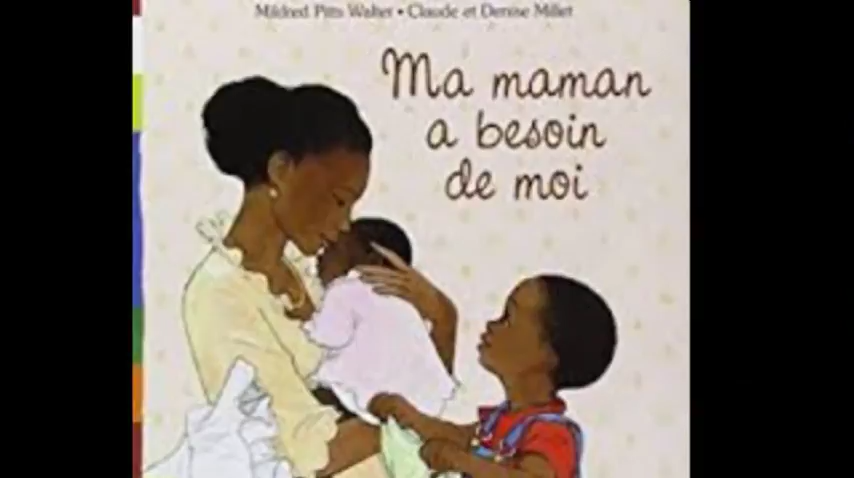 Mildred Pitts Walter • Claude et Denise Millet
Ma maman
a besoin
de moi